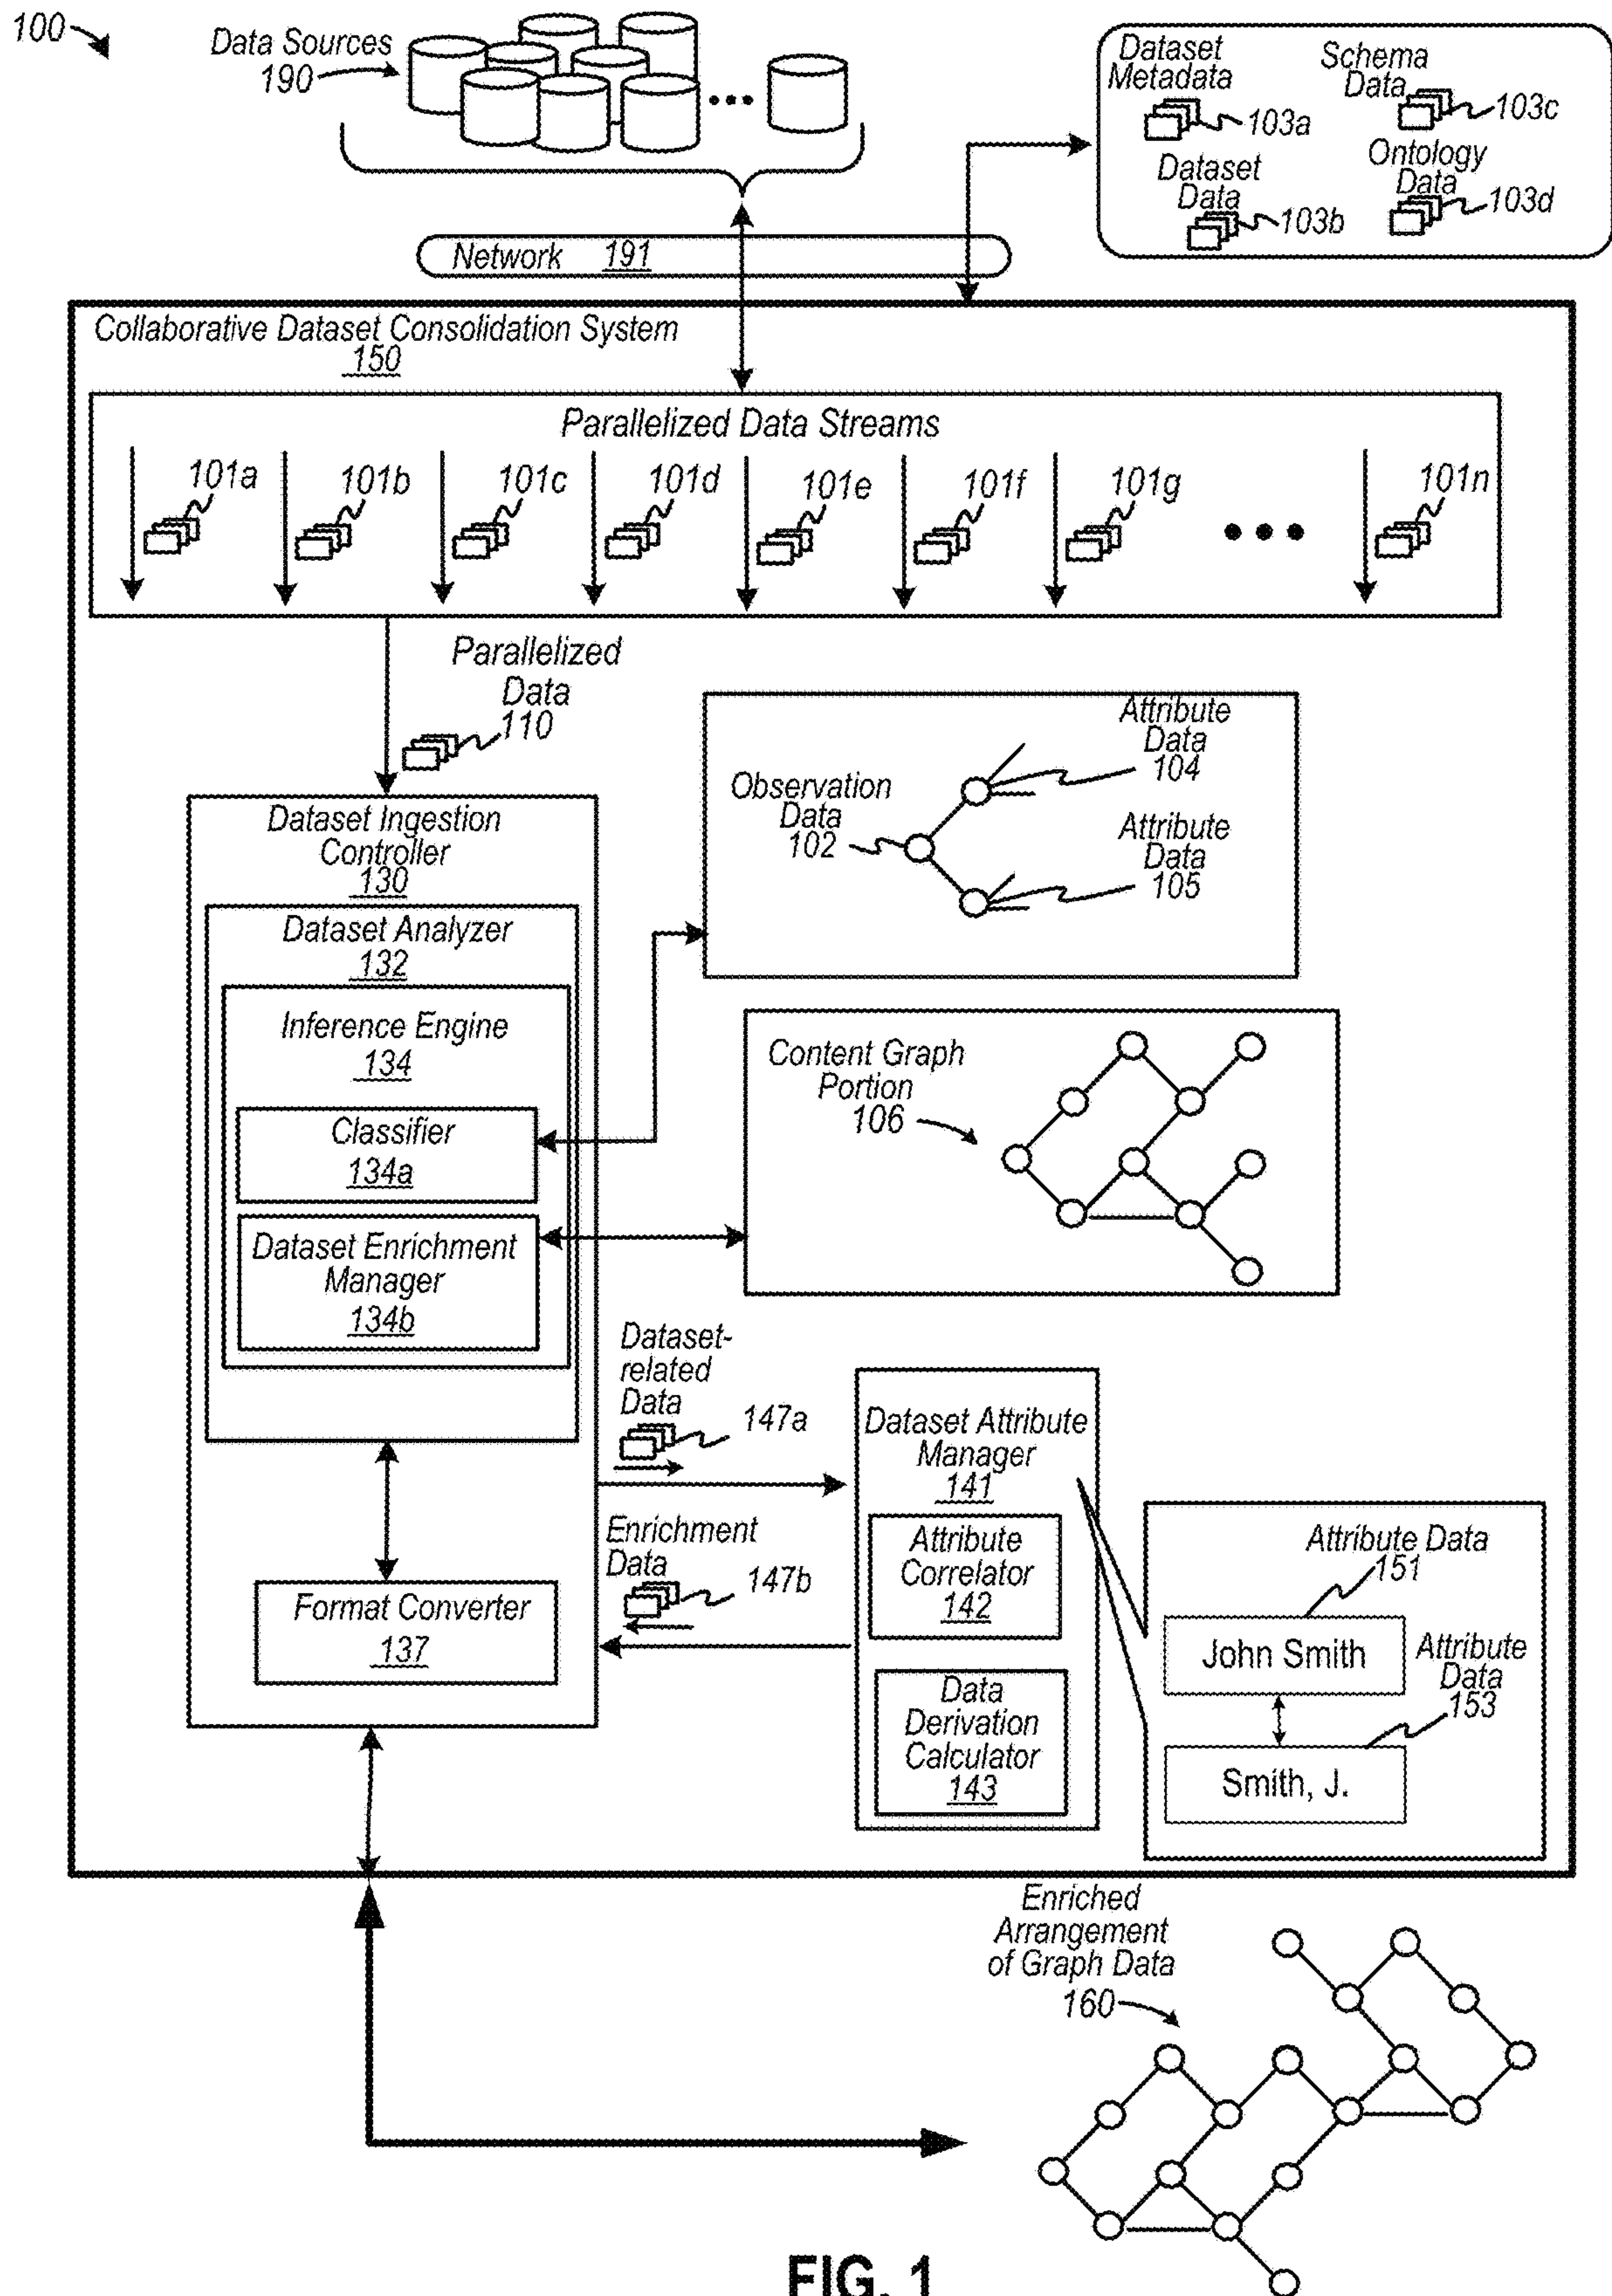 100
Data Sources
190
Dataset
Metadata
103a
Schema
Data
103c
Dataset
Data
103b
Ontology
Data
103d
Network 191
Collaborative Dataset Consolidation System
150
Parallelized Data Streams
101a
101b
101c
101d
101e
101f
101g
101n
Parallelized
Data
110
Dataset Ingestion
Controller
130
Dataset Analyzer
132
Inference Engine
134
Classifier
134a
Dataset Enrichment
Manager
134b
Format Converter
137
Observation
Data
102
Attribute
Data
104
Attribute
Data
105
Content Graph
Portion
106
Dataset-
related
Data
147a
Enrichment
Data
147b
Dataset Attribute
Manager
141
Attribute
Correlator
142
Data
Derivation
Calculator
143
Attribute Data
151
John Smith
Attribute
Data
153
Smith, J.
Enriched
Arrangement
of Graph Data
160
FIG. 1